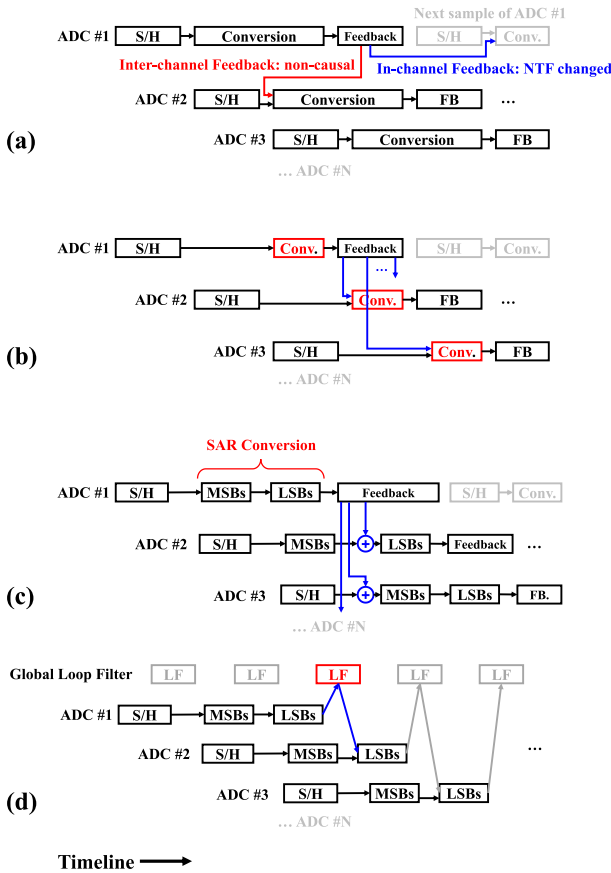 Next sample of ADC #1
ADC #1 S/H Conversion Feedback S/H Conv.
Inter-channel Feedback: non-causal In-channel Feedback: NTF changed
ADC #2 S/H Conversion FB ...
(a) ADC #3 S/H Conversion FB
... ADC #N
ADC #1 S/H Conv. Feedback S/H Conv.
...
ADC #2 S/H Conv. FB ...
(b) ADC #3 S/H Conv. FB
... ADC #N
SAR Conversion
ADC #1 S/H MSBs LSBs Feedback S/H Conv.
ADC #2 S/H MSBs + LSBs Feedback ...
(c) ADC #3 S/H + MSBs LSBs FB.
... ADC #N
Global Loop Filter LF LF LF LF LF
ADC #1 S/H MSBs LSBs
ADC #2 S/H MSBs LSBs ...
(d) ADC #3 S/H MSBs LSBs
... ADC #N
Timeline